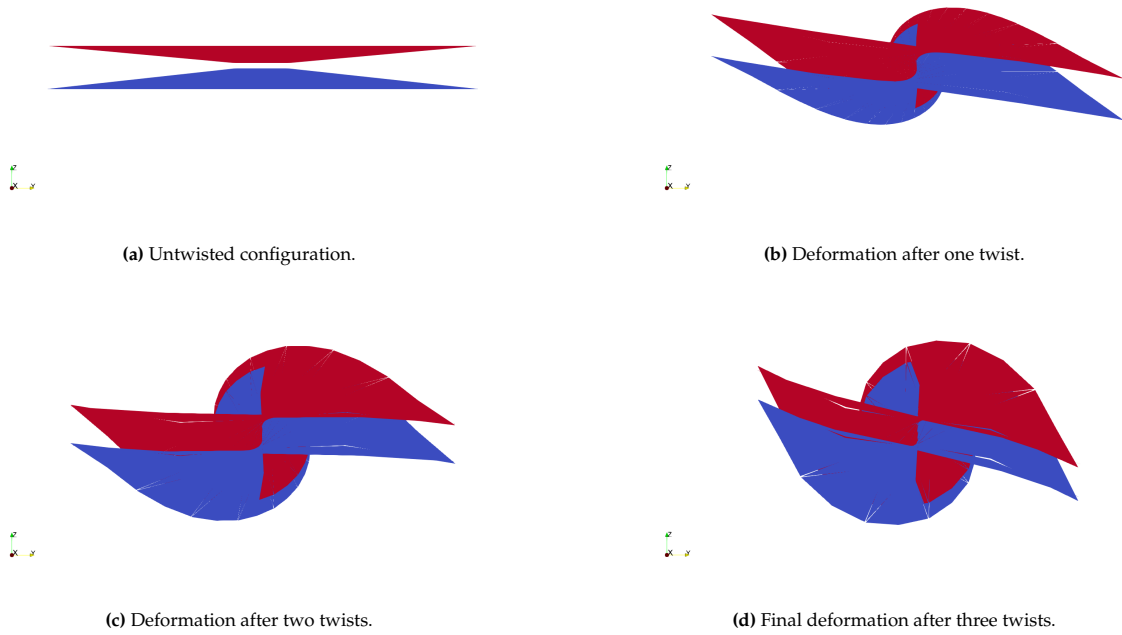 Z
X
Y
Z
X
Y
(a) Untwisted configuration.
(b) Deformation after one twist.
Z
X
Y
Z
X
Y
(c) Deformation after two twists.
(d) Final deformation after three twists.